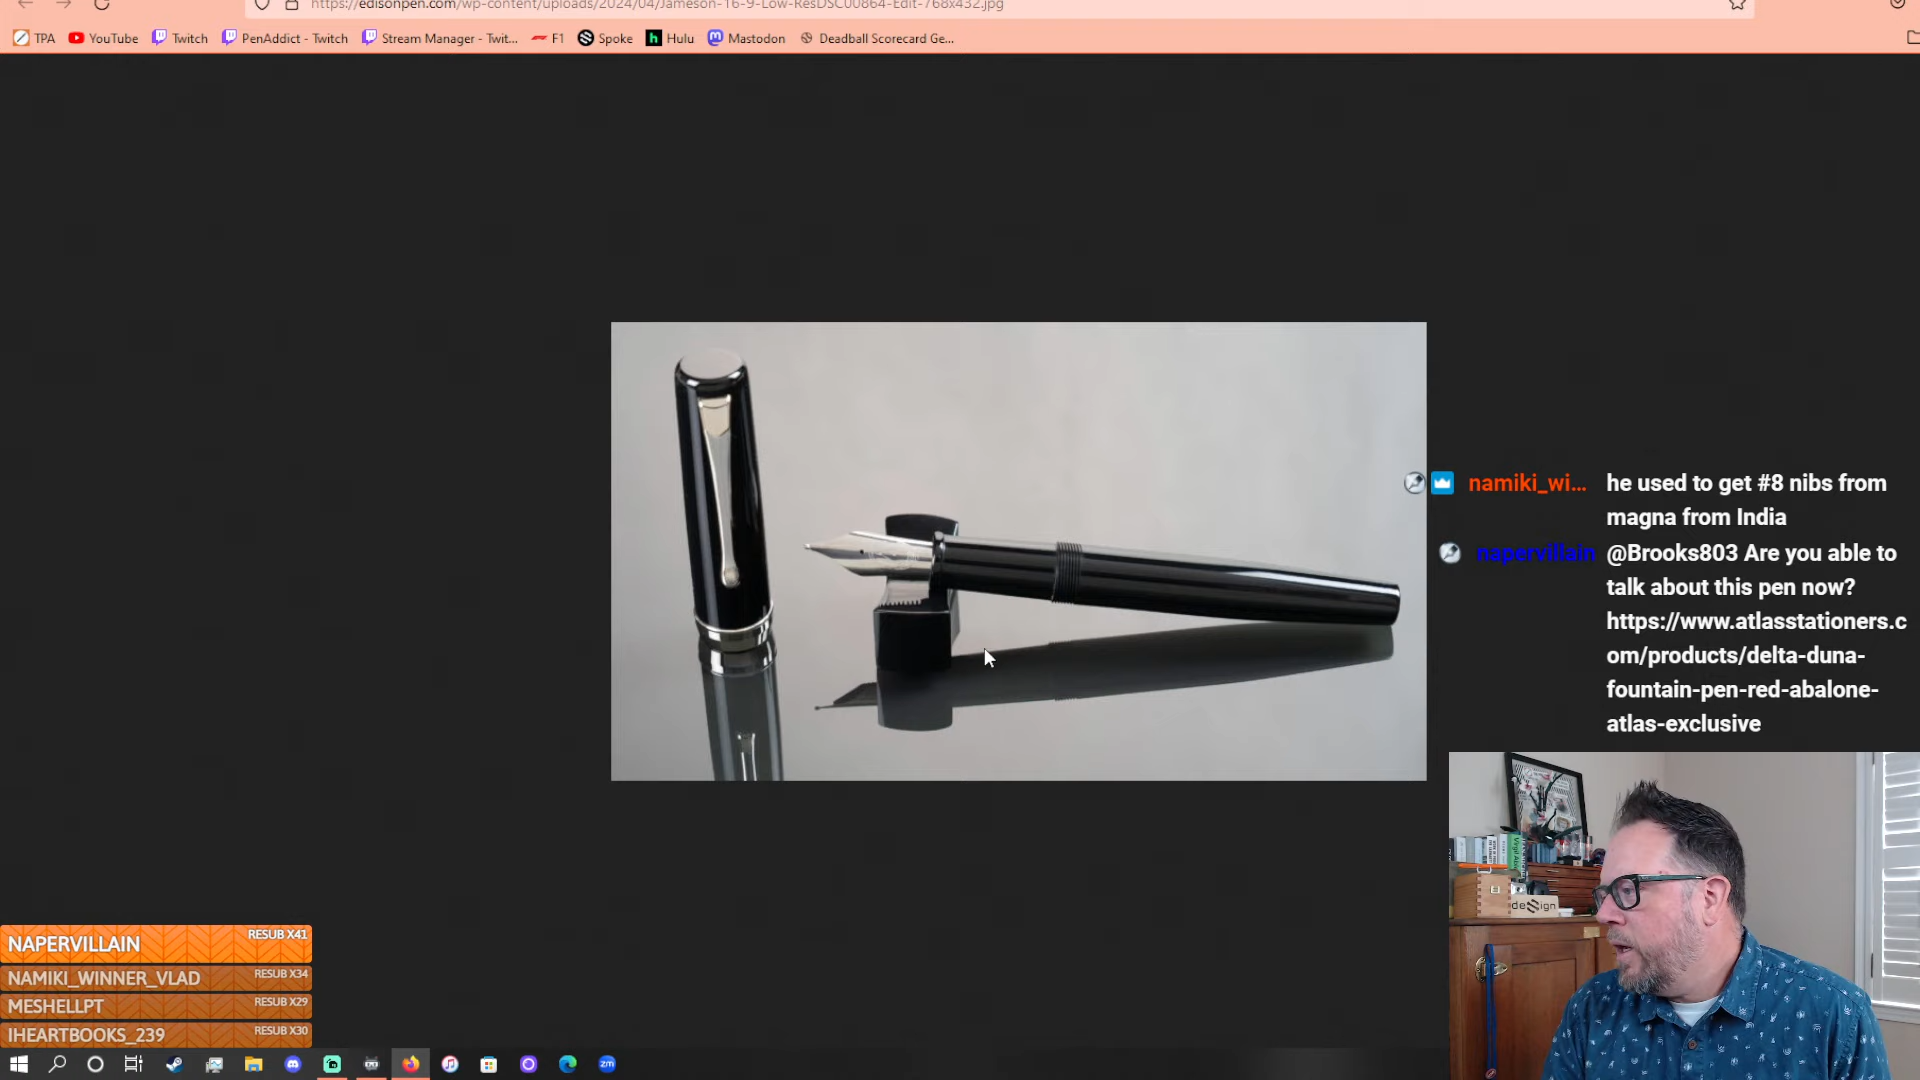 https://edisonpen.com/wp-content/uploads/2024/04/Jameson-16-9-Low-ResDSC00864-Edit-768x432.jpg
TPA YouTube Twitch PenAddict - Twitch Stream Manager - Twit... F1 Spoke Hulu Mastodon Deadball Scorecard Ge...
namiki_wi... he used to get #8 nibs from
magna from India
napervillain @Brooks803 Are you able to
talk about this pen now?
https://www.atlasstationers.c
om/products/delta-duna-
fountain-pen-red-abalone-
atlas-exclusive
deSign
NAPERVILLAIN RESUB X41
NAMIKI_WINNER_VLAD RESUB X34
MESHELLPT RESUB X29
IHEARTBOOKS_239 RESUB X30
zm